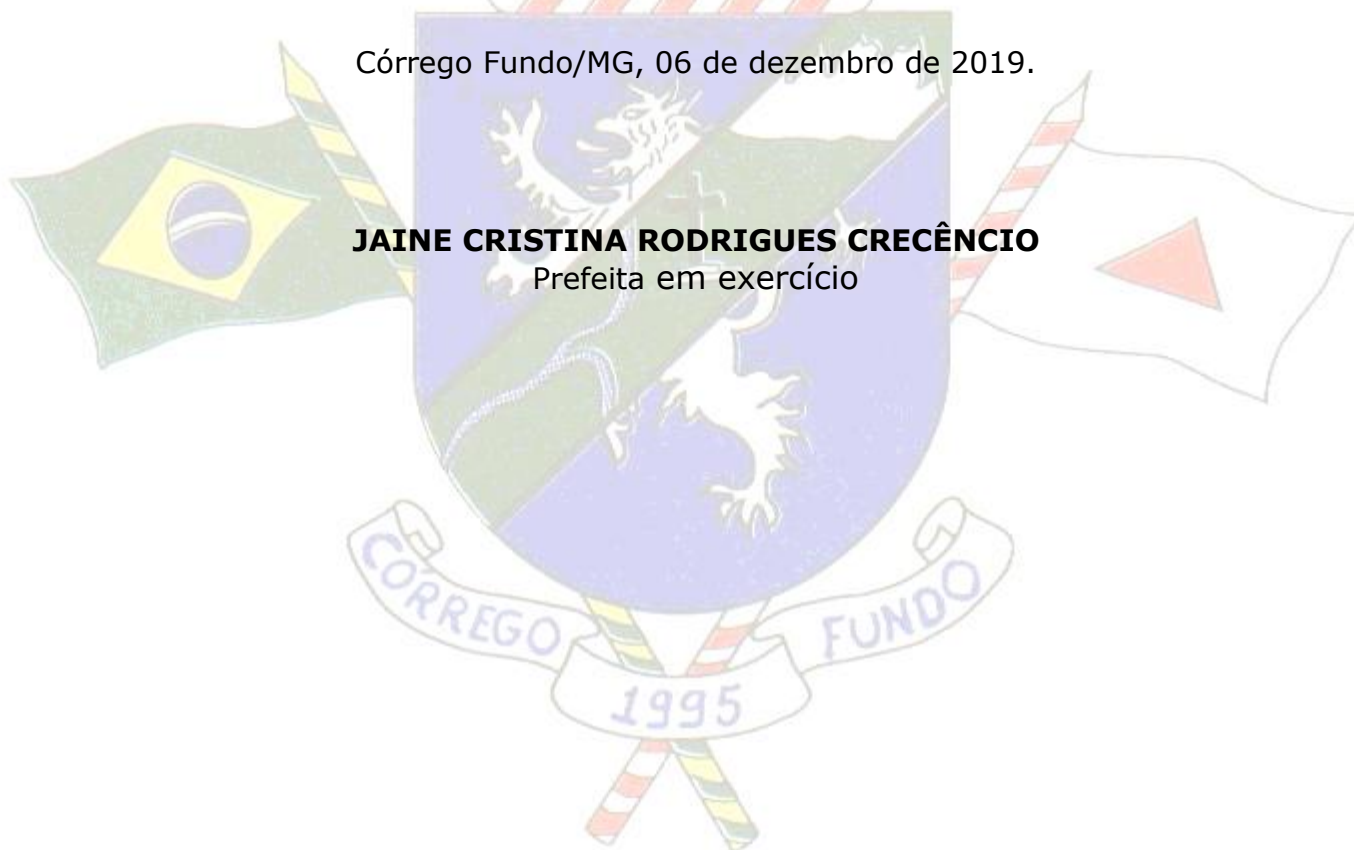 Córrego Fundo/MG, 06 de dezembro de 2019.
JAINE CRISTINA RODRIGUES CRECÊNCIO
Prefeita em exercício
CÓRREGO FUNDO
1995